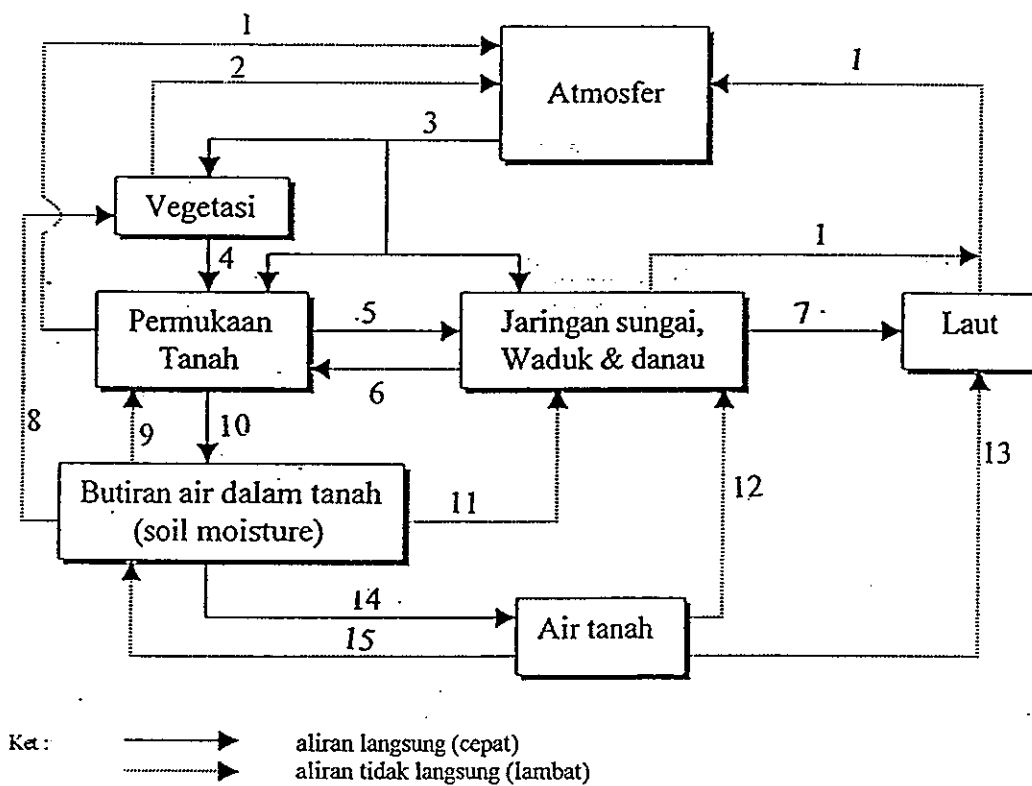 1
1
2
Atmosfer
3
Vegetasi
4
1
Permukaan
Tanah
5
6
Jaringan sungai,
Waduk & danau
7
Laut
8
9
10
Butiran air dalam tanah
(soil moisture)
11
12
13
14
15
Air tanah
Ket :
aliran langsung (cepat)
aliran tidak langsung (lambat)